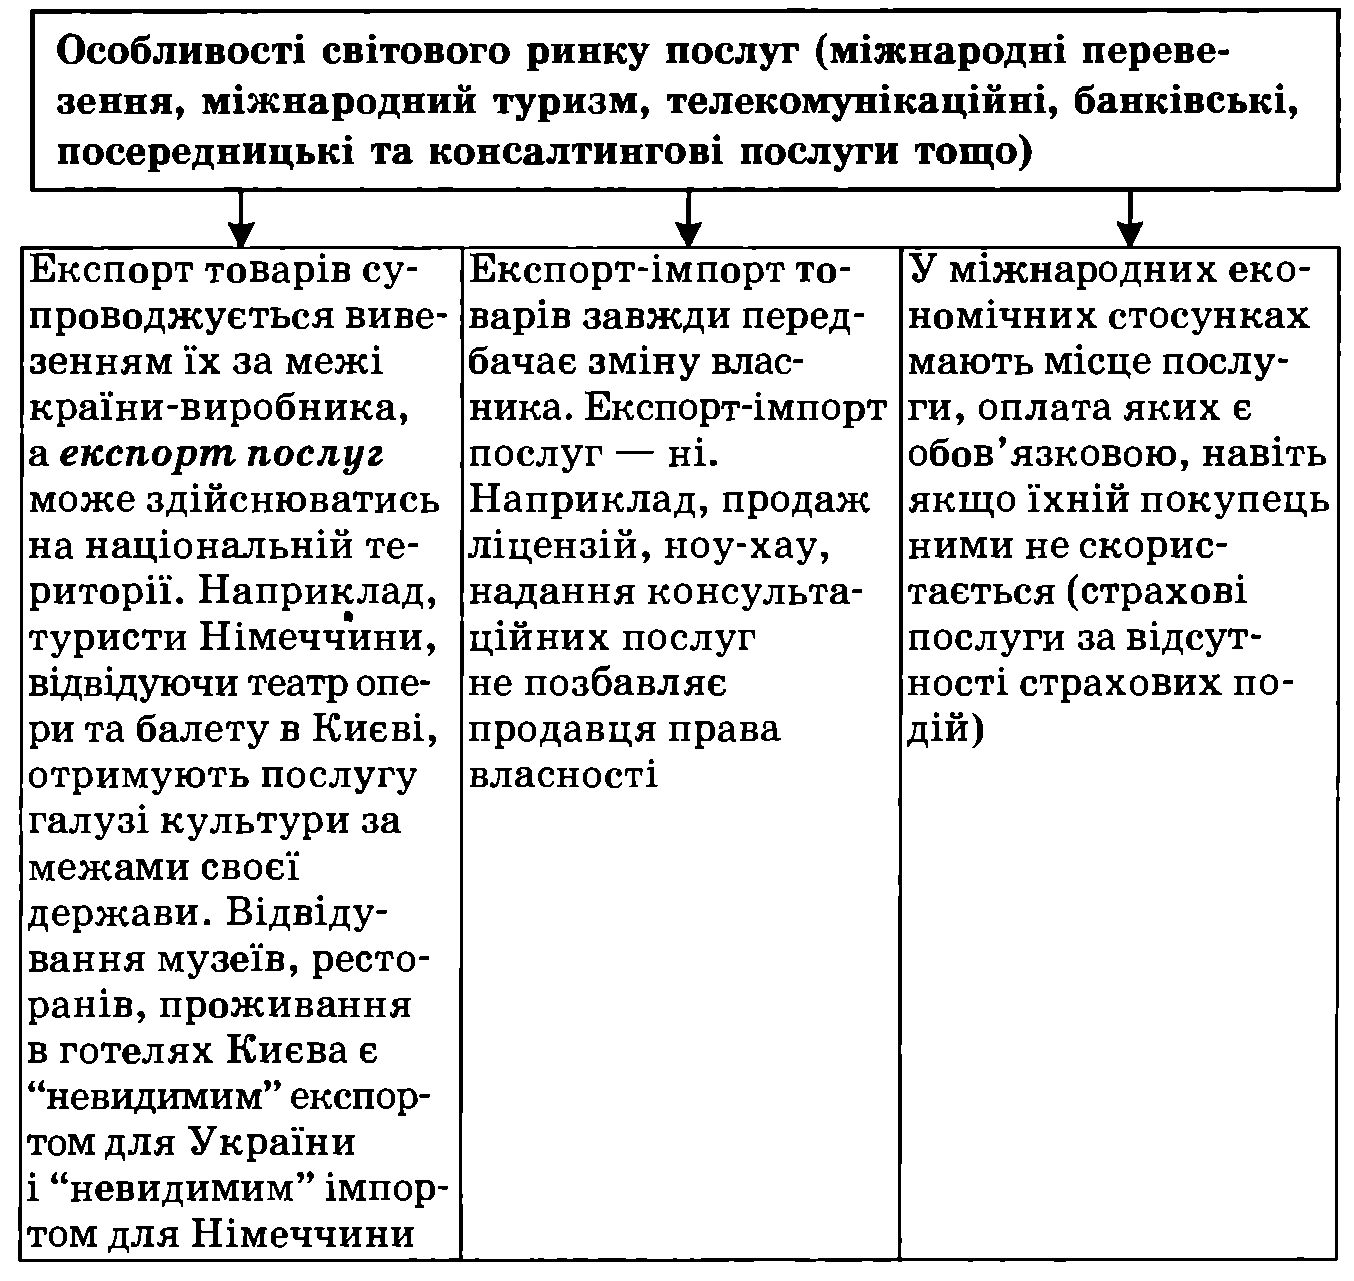 Особливості світового ринку послуг (міжнародні переве-
зення, міжнародний туризм, телекомунікаційні, банківські,
посередницькі та консалтингові послуги тощо)
Експорт товарів су-
проводжується виве-
зенням їх за межі
країни-виробника,
а експорт послуг
може здійснюватись
на національній те-
риторії. Наприклад,
туристи Німеччини,
відвідуючи театр опе-
ри та балету в Києві,
отримують послугу
галузі культури за
межами своєї
держави. Відвіду-
вання музеїв, ресто-
ранів, проживання
в готелях Києва є
“невидимим” експор-
том для України
і “невидимим” імпор-
том для Німеччини
Експорт-імпорт то-
варів завжди перед-
бачає зміну влас-
ника. Експорт-імпорт
послуг — ні.
Наприклад, продаж
ліцензій, ноу-хау,
надання консульта-
ційних послуг
не позбавляє
продавця права
власності
У міжнародних еко-
номічних стосунках
мають місце послу-
ги, оплата яких є
обов’язковою, навіть
якщо їхній покупець
ними не скорис-
тається (страхові
послуги за відсут-
ності страхових по-
дій)